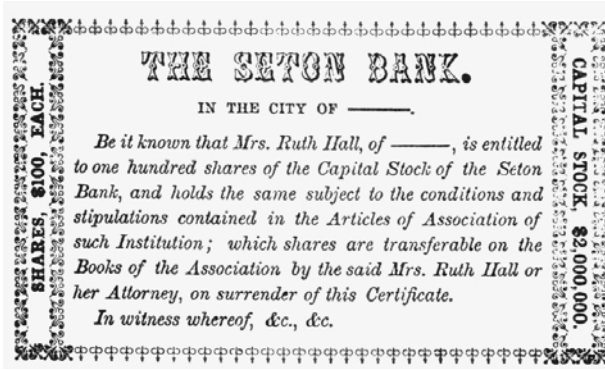 THE SETON BANK.
IN THE CITY OF ———.
Be it known that Mrs. Ruth Hall, of ———, is entitled
to one hundred shares of the Capital Stock of the Seton
Bank, and holds the same subject to the conditions and
stipulations contained in the Articles of Association of
such Institution; which shares are transferable on the
Books of the Association by the said Mrs. Ruth Hall or
her Attorney, on surrender of this Certificate.
In witness whereof, &c., &c.
SHARES, $100, EACH.
CAPITAL STOCK, $2,000,000.